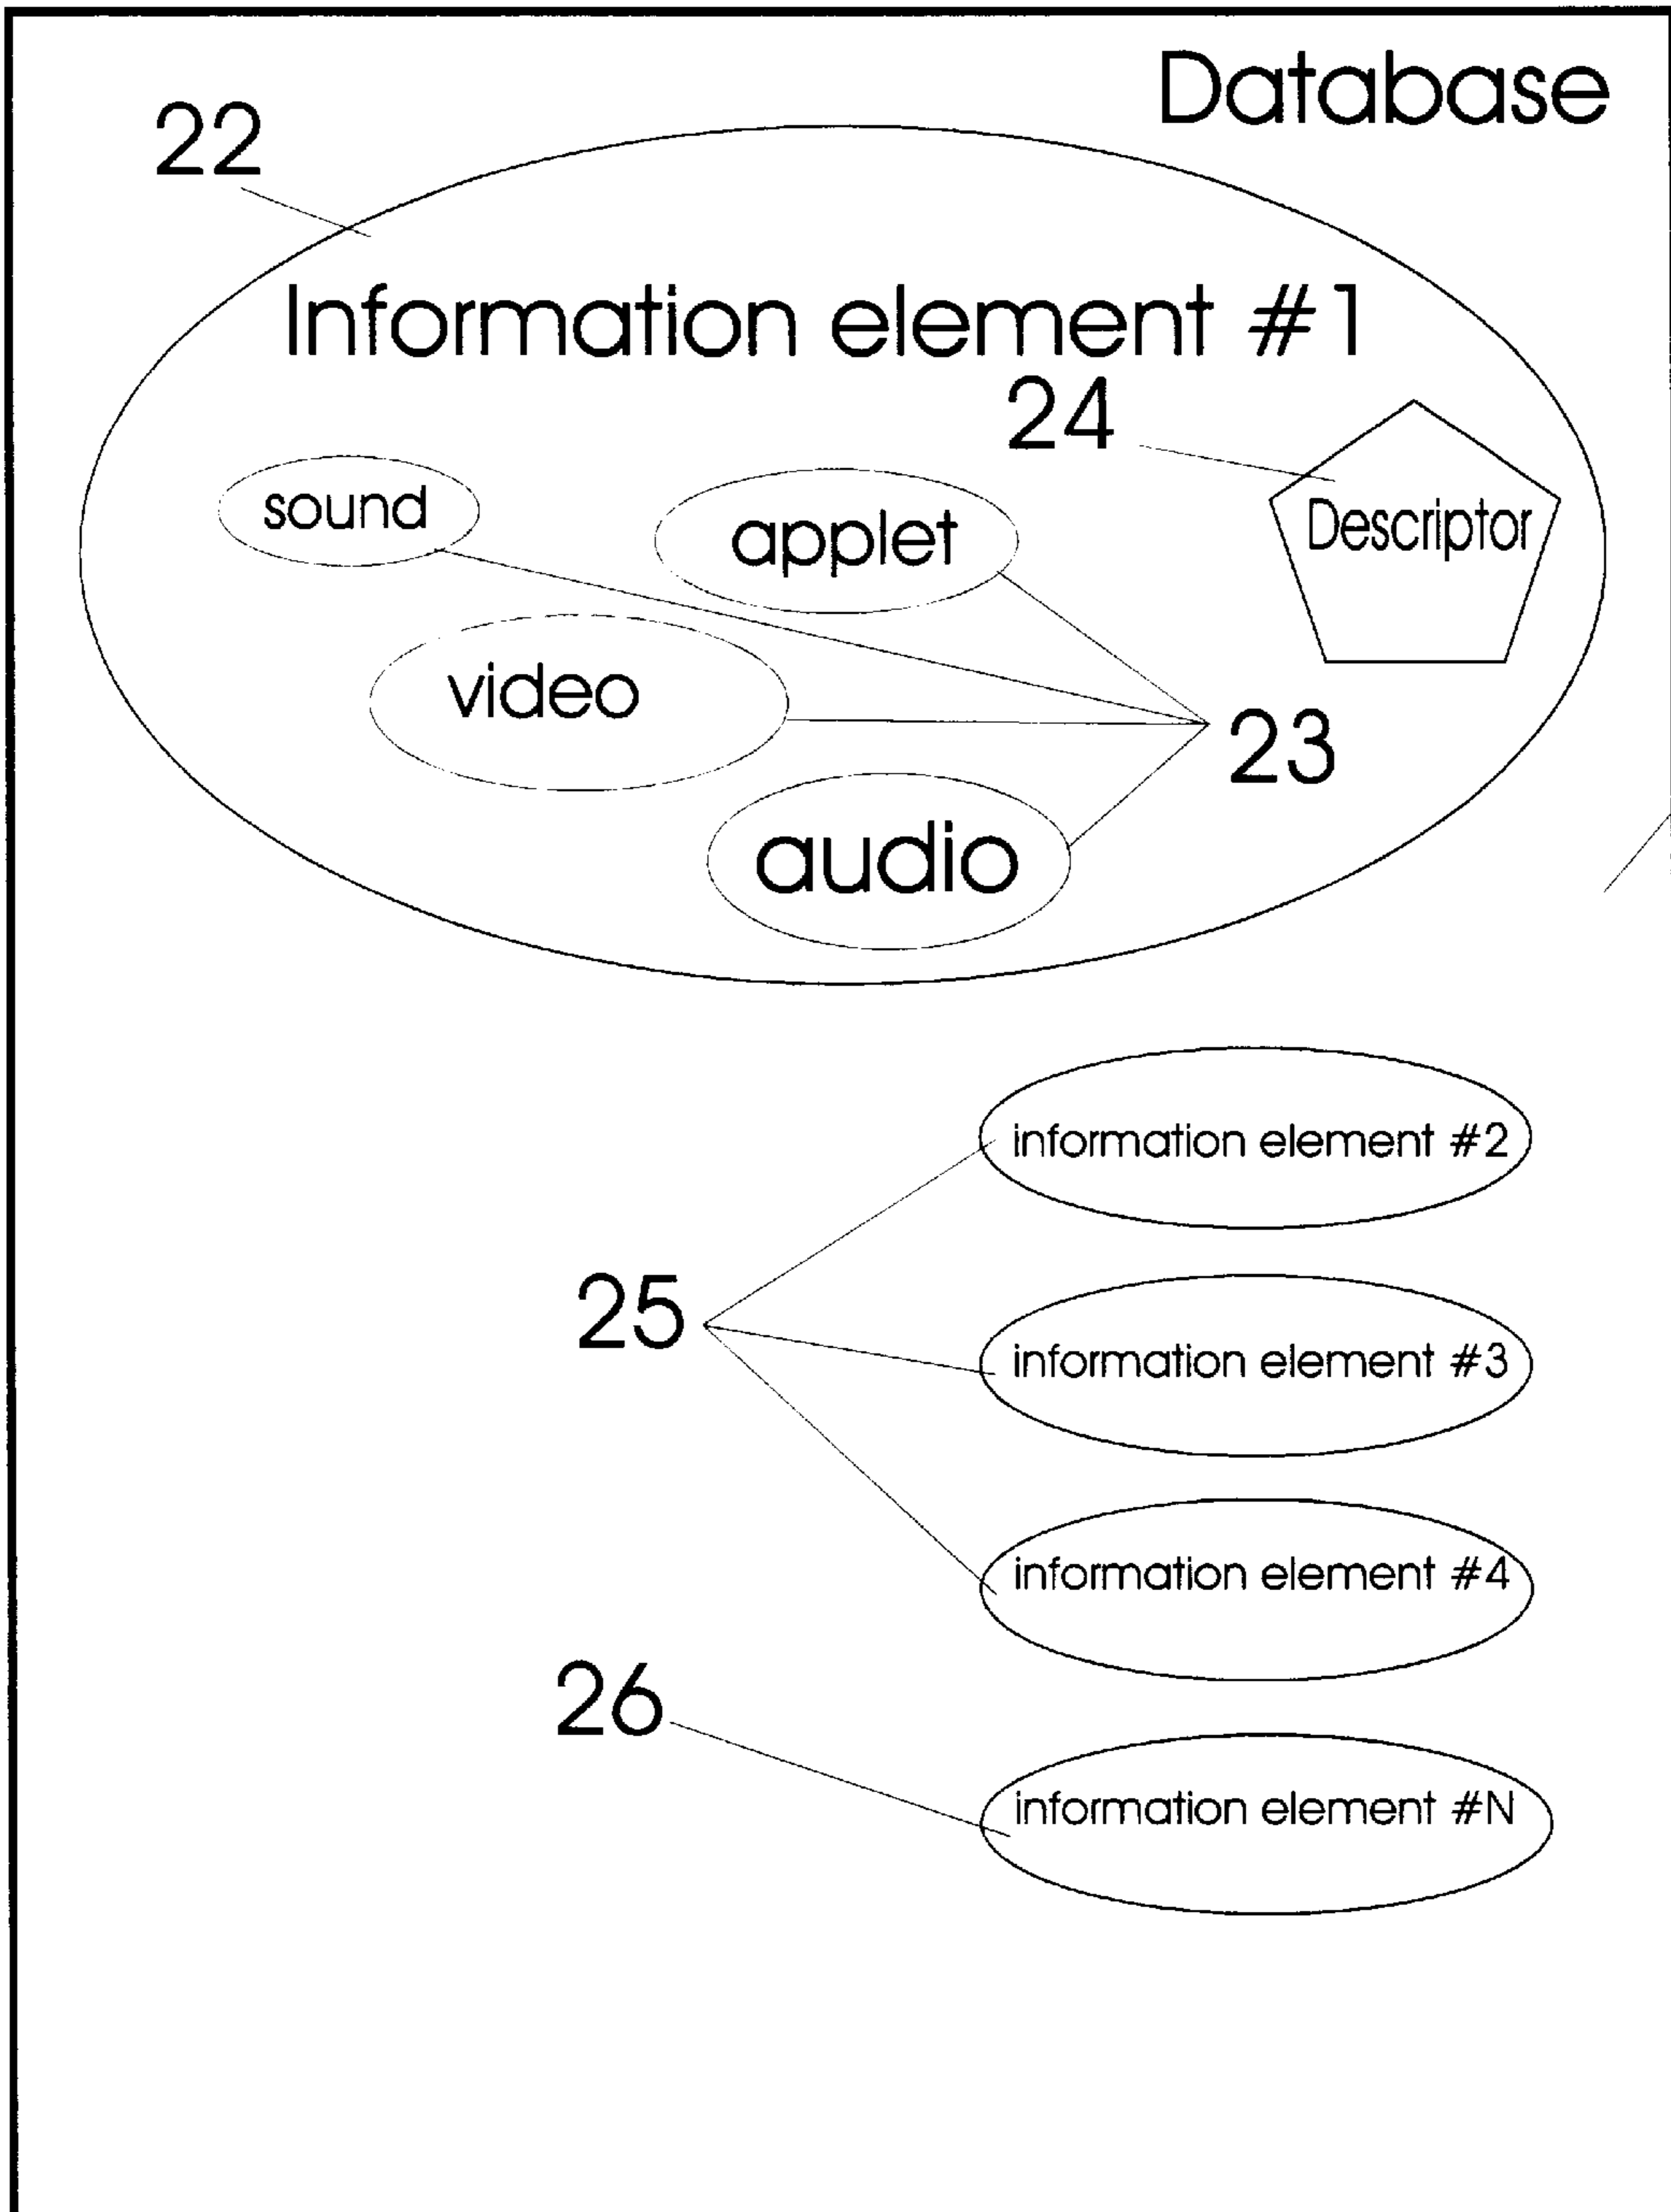 Database
22
Information element #1
24
sound
applet
Descriptor
video
23
audio
information element #2
25
information element #3
information element #4
26
information element #N